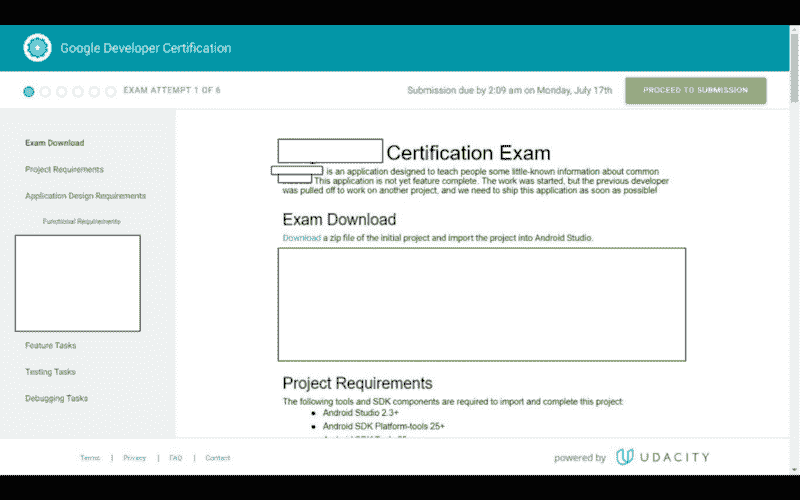 Google Developer Certification
EXAM ATTEMPT 1 OF 6
Submission due by 2:09 am on Monday, July 17th
PROCEED TO SUBMISSION
Exam Download
Project Requirements
Application Design Requirements
Functional Requirements
Feature Tasks
Testing Tasks
Debugging Tasks
Certification Exam
is an application designed to teach people some little-known information about common
This application is not yet feature complete. The work was started, but the previous developer
was pulled off to work on another project, and we need to ship this application as soon as possible!
Exam Download
Download a zip file of the initial project and import the project into Android Studio.
Project Requirements
The following tools and SDK components are required to import and complete this project:
Android Studio 2.3+
Android SDK Platform-tools 25+
Terms | Privacy | FAQ | Contact
powered by UDACITY